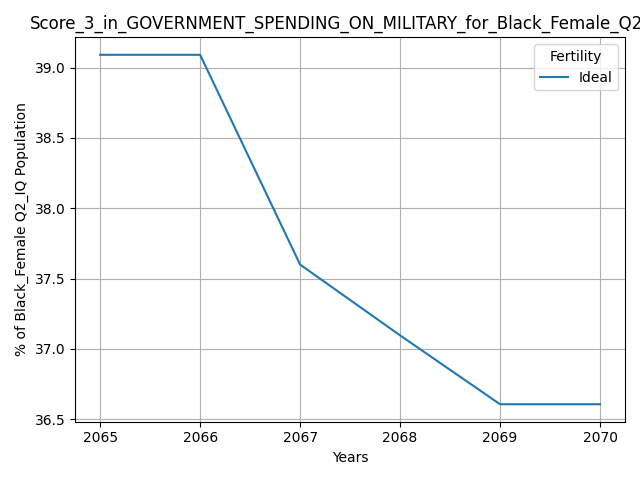 Score_3_in_GOVERNMENT_SPENDING_ON_MILITARY_for_Black_Female_Q2
Fertility
Ideal
% of Black_Female Q2_IQ Population
39.0
38.5
38.0
37.5
37.0
36.5
2065 2066 2067 2068 2069 2070
Years